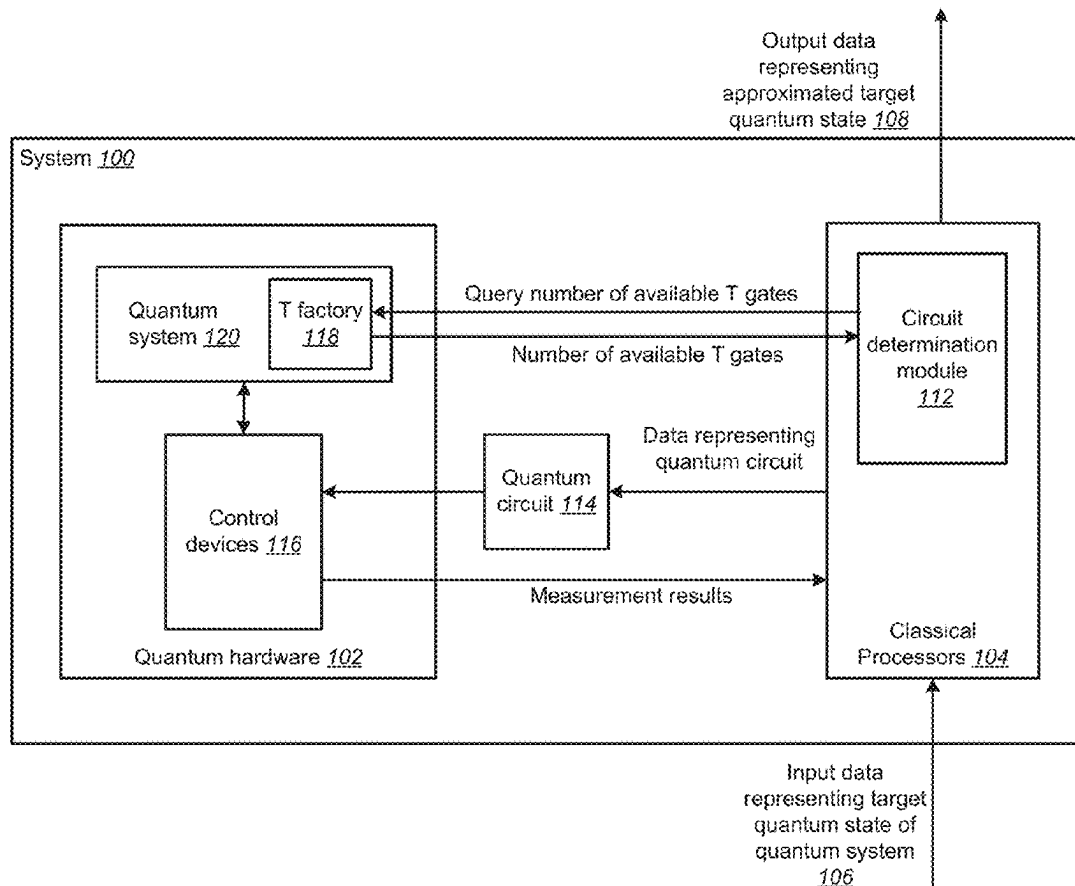 Output data
representing
approximated target
quantum state 108
System 100
Quantum
system 120
T factory
118
Query number of available T gates
Number of available T gates
Circuit
determination
module
112
Data representing
quantum circuit
Quantum
circuit 114
Control
devices 116
Measurement results
Quantum hardware 102
Classical
Processors 104
Input data
representing target
quantum state of
quantum system
106